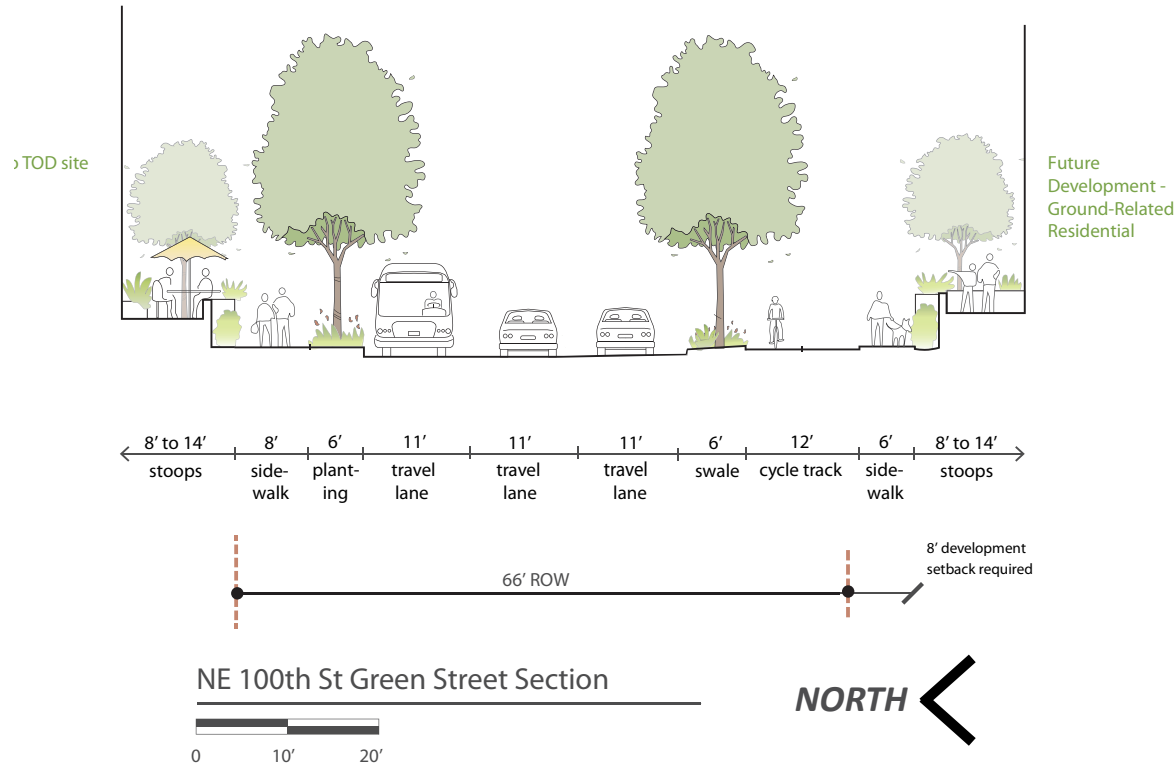 TOD site
Future
Development -
Ground-Related
Residential
8’ to 14’
8’
6’
11’
11’
11’
6’
12’
6’
8’ to 14’
stoops
side-
walk
plant-
ing
travel
lane
travel
lane
travel
lane
swale
cycle track
side-
walk
stoops
8’ development
setback required
66’ ROW
NE 100th St Green Street Section
NORTH
0
10’
20’